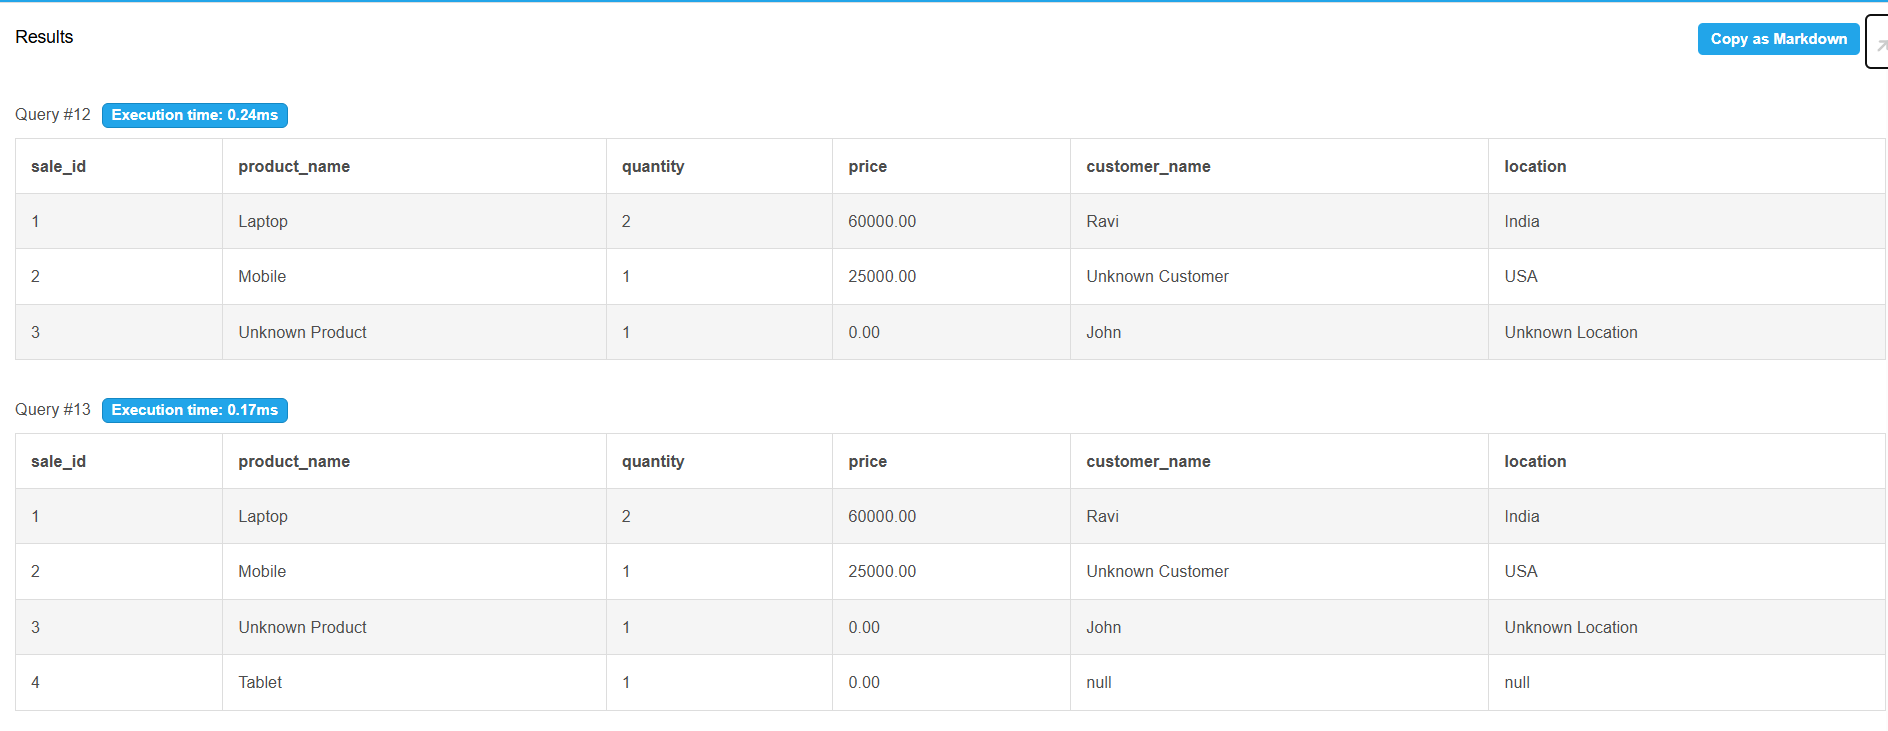 Results
Copy as Markdown
Query #12 Execution time: 0.24ms
sale_id product_name quantity price customer_name location
1 Laptop 2 60000.00 Ravi India
2 Mobile 1 25000.00 Unknown Customer USA
3 Unknown Product 1 0.00 John Unknown Location
Query #13 Execution time: 0.17ms
sale_id product_name quantity price customer_name location
1 Laptop 2 60000.00 Ravi India
2 Mobile 1 25000.00 Unknown Customer USA
3 Unknown Product 1 0.00 John Unknown Location
4 Tablet 1 0.00 null null